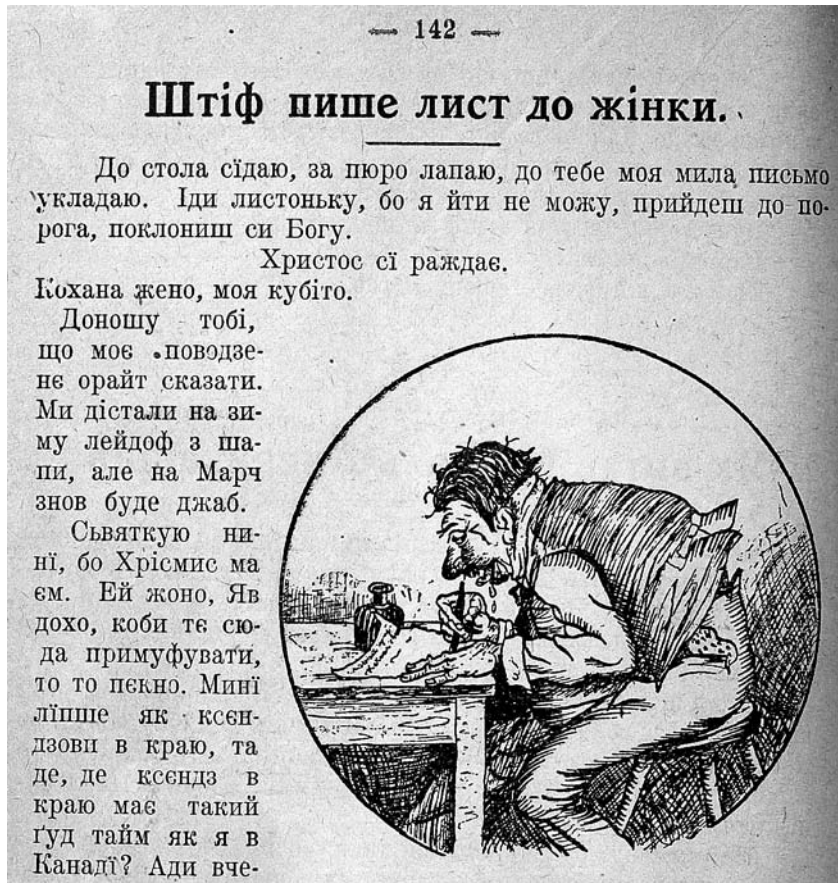 — 142 —
Штіф пише лист до жінки.
До стола сїдаю, за пюро лапаю, до тебе моя мила письмо
укладаю. Іди листоньку, бо я йти не можу, прийдеш до по-
рога, поклониш си Богу.
Христос сї раждає.
Кохана жено, моя кубіто.
Доношу тобі,
що моє поводзе-
нє орайт сказати.
Ми дістали на зи-
му лейдоф з ша-
пи, але на Марч
знов буде джаб.
Сьвяткую ни-
нї, бо Хрісмис ма
єм. Ей жоно, Яв
дохо, коби тє сю-
да примуфувати,
то то пєкно. Минї
ліпше як ксєн-
дзови в краю, та
де, де ксєндз в
краю має такий
ґуд тайм як я в
Канадї? Ади вче-